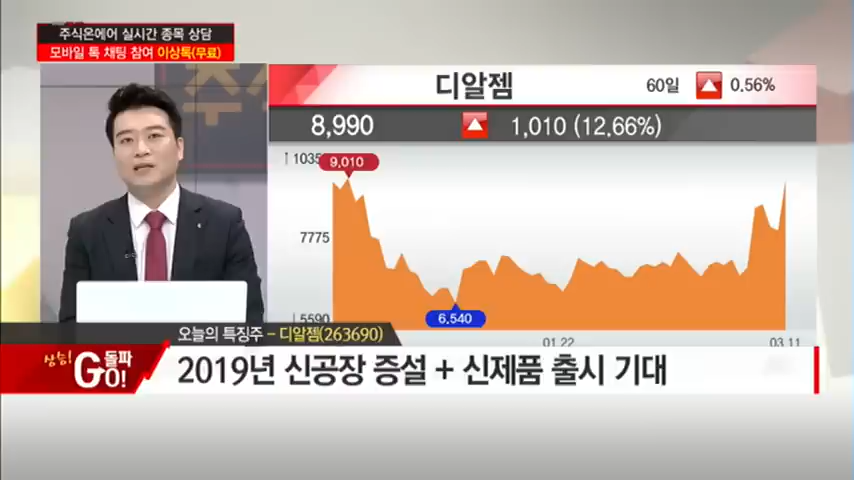 주식온에어 실시간 종목 상담
모바일 톡 채팅 참여 이상톡(무료)
주식
디알젬
60일 0.56%
8,990
1,010 (12.66%)
9,010
7775
5590
6,540
01.22
03.11
오늘의 특징주 - 디알젬(263690)
상승! GO! 돌파
2019년 신공장 증설 + 신제품 출시 기대